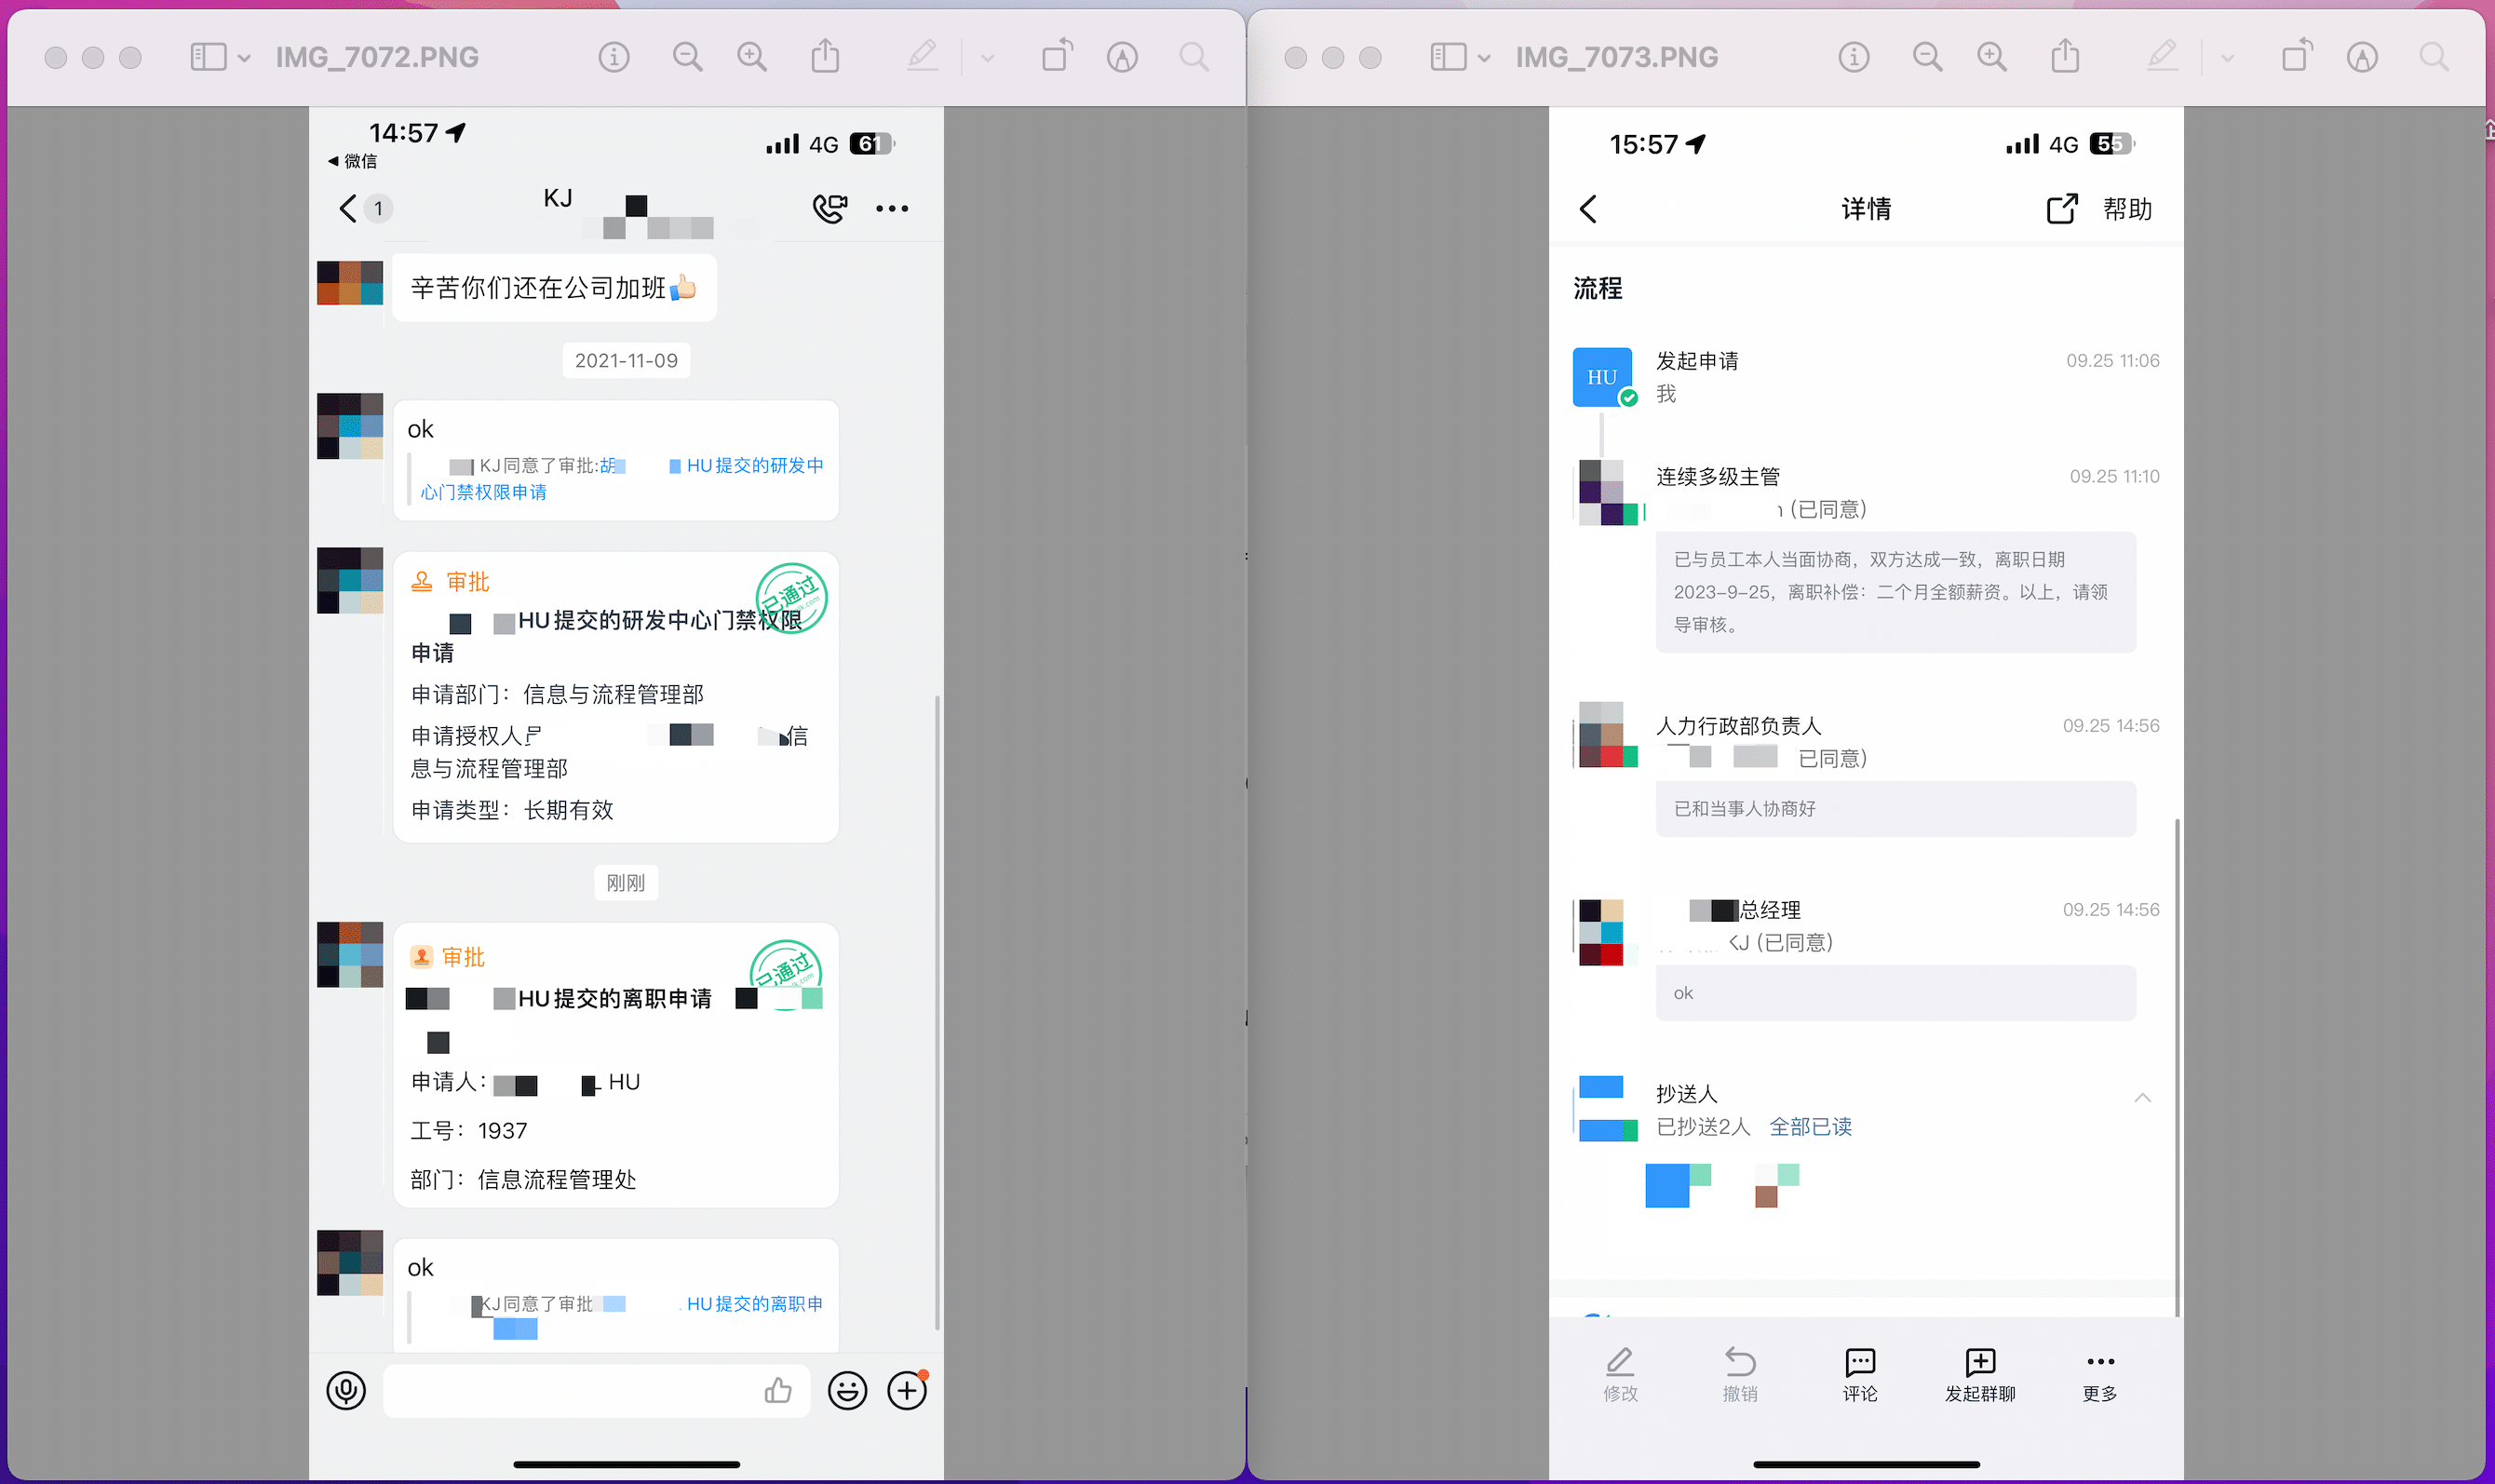 IMG_7072.PNG
14:57
4G
61
微信
1
KJ
辛苦你们还在公司加班
2021-11-09
ok
KJ同意了审批:胡
HU提交的研发中
心门禁权限申请
审批
已通过
HU提交的研发中心门禁权限
申请
申请部门：信息与流程管理部
申请授权人员
信
息与流程管理部
申请类型：长期有效
刚刚
审批
已通过
HU提交的离职申请
申请人：
HU
工号：1937
部门：信息流程管理处
ok
KJ同意了审批
HU提交的离职申
IMG_7073.PNG
15:57
4G
55
详情
帮助
流程
HU
发起申请
09.25 11:06
我
连续多级主管
09.25 11:10
(已同意)
已与员工本人当面协商，双方达成一致，离职日期
2023-9-25，离职补偿：二个月全额薪资。以上，请领
导审核。
人力行政部负责人
09.25 14:56
已同意)
已和当事人协商好
总经理
09.25 14:56
KJ (已同意)
ok
抄送人
已抄送2人 全部已读
修改
撤销
评论
发起群聊
更多